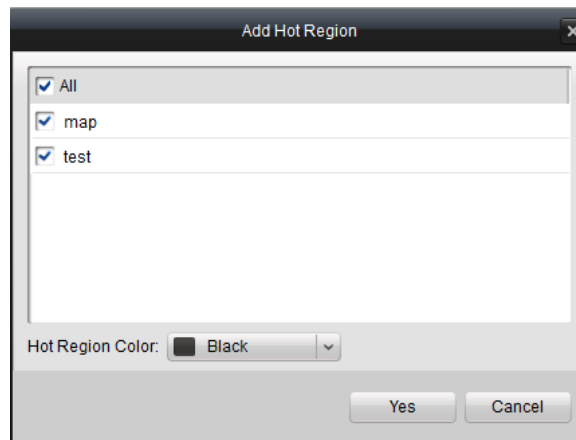 Add Hot Region
All
map
test
Hot Region Color: Black
Yes Cancel